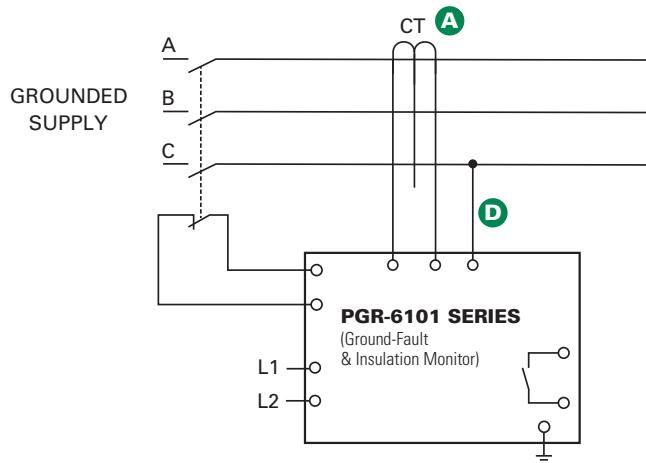 CT A
A
GROUNDED
SUPPLY
B
C
D
PGR-6101 SERIES
(Ground-Fault
& Insulation Monitor)
L1
L2